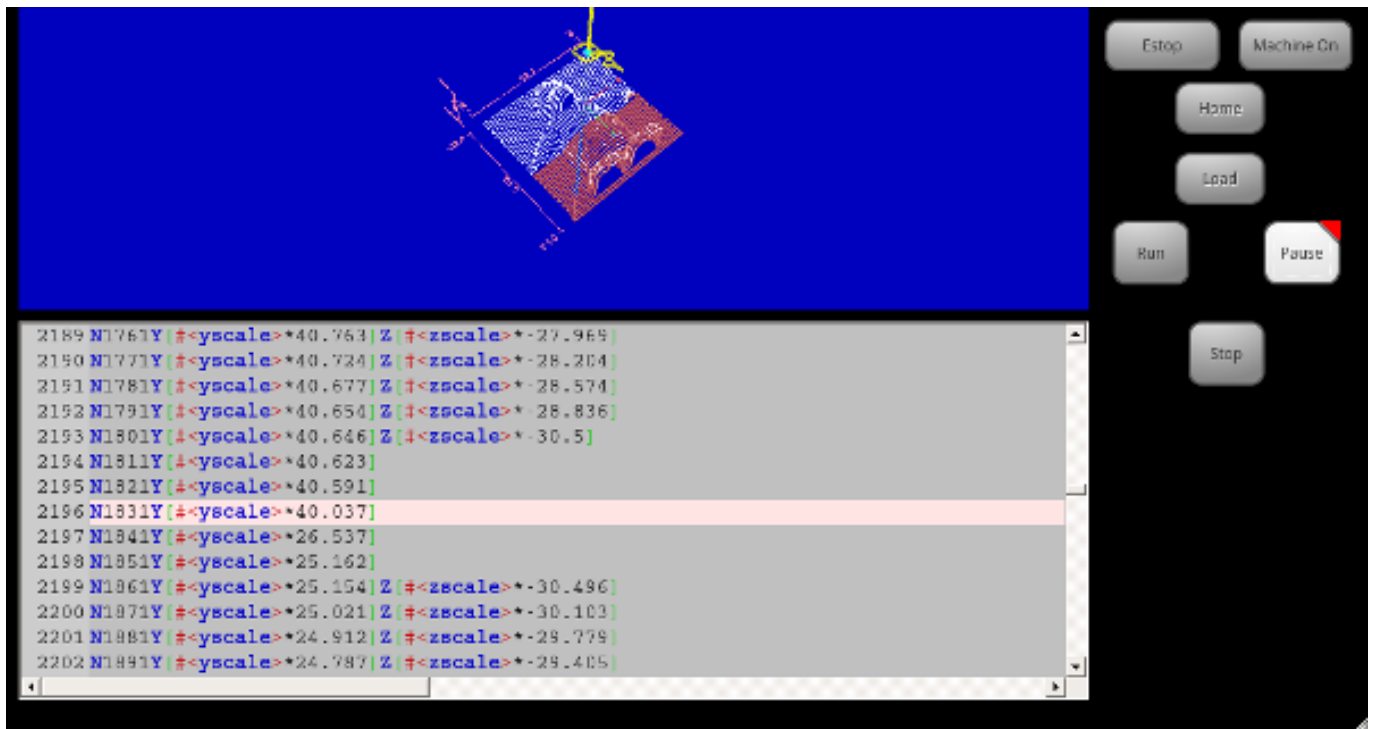 Estop
Machine On
Home
Load
Run
Pause
Stop
2189 N1761Y[#<yscale>*40.763]Z[#<zscale>*-27.969]
2190 N1771Y[#<yscale>*40.724]Z[#<zscale>*-28.204]
2191 N1781Y[#<yscale>*40.677]Z[#<zscale>*-28.574]
2192 N1791Y[#<yscale>*40.654]Z[#<zscale>*-28.836]
2193 N1801Y[#<yscale>*40.646]Z[#<zscale>*-30.5]
2194 N1811Y[#<yscale>*40.623]
2195 N1821Y[#<yscale>*40.591]
2196 N1831Y[#<yscale>*40.037]
2197 N1841Y[#<yscale>*26.537]
2198 N1851Y[#<yscale>*25.162]
2199 N1861Y[#<yscale>*25.154]Z[#<zscale>*-30.496]
2200 N1871Y[#<yscale>*25.021]Z[#<zscale>*-30.103]
2201 N1881Y[#<yscale>*24.912]Z[#<zscale>*-29.779]
2202 N1891Y[#<yscale>*24.787]Z[#<zscale>*-29.405]